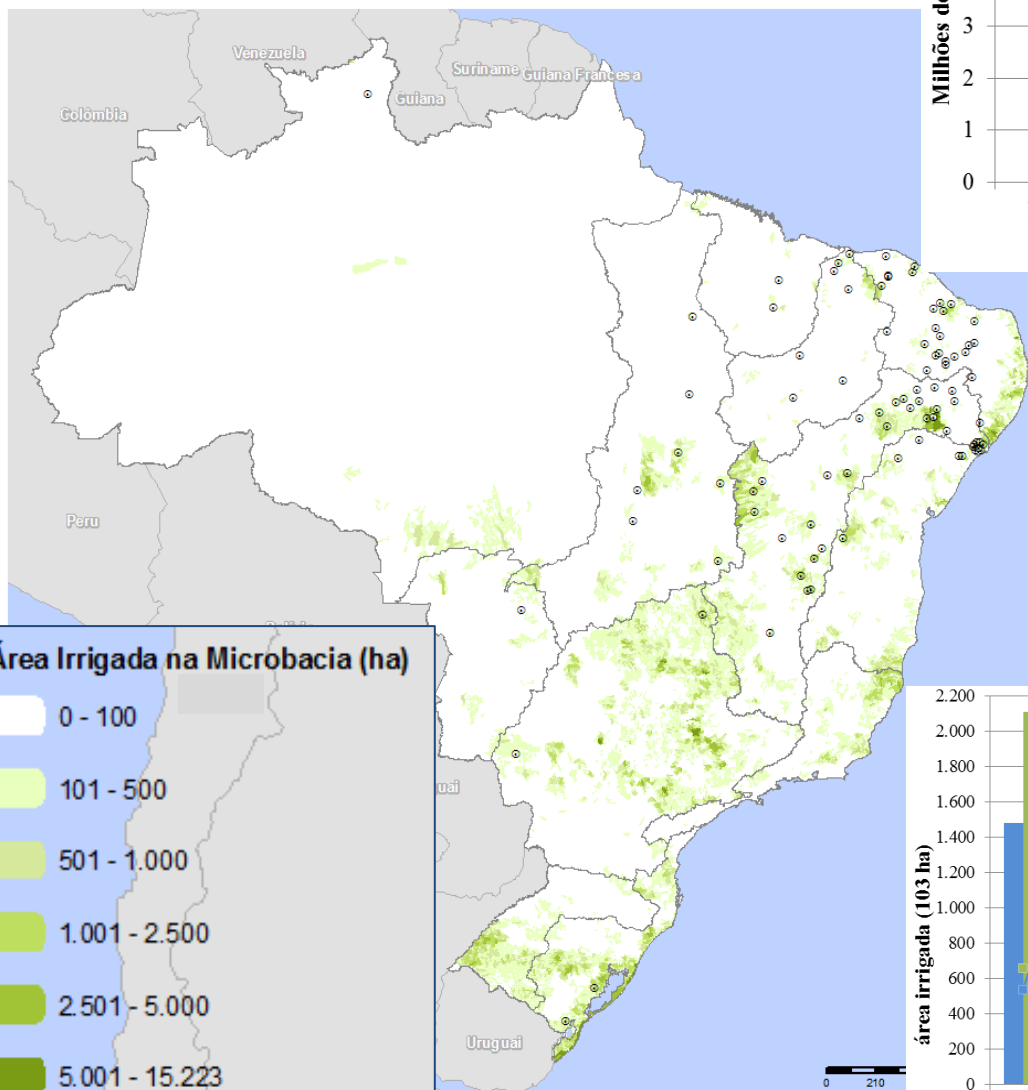 Milhões de
3
2
1
0
Venezuela
Suriname
Guiana Francesa
Guiana
Colômbia
Peru
Área Irrigada na Microbacia (ha)
0 - 100
101 - 500
501 - 1.000
1.001 - 2.500
2.501 - 5.000
5.001 - 15.223
uai
Uruguai
0 210
área irrigada (103 ha)
2.200
2.000
1.800
1.600
1.400
1.200
1.000
800
600
400
200
0